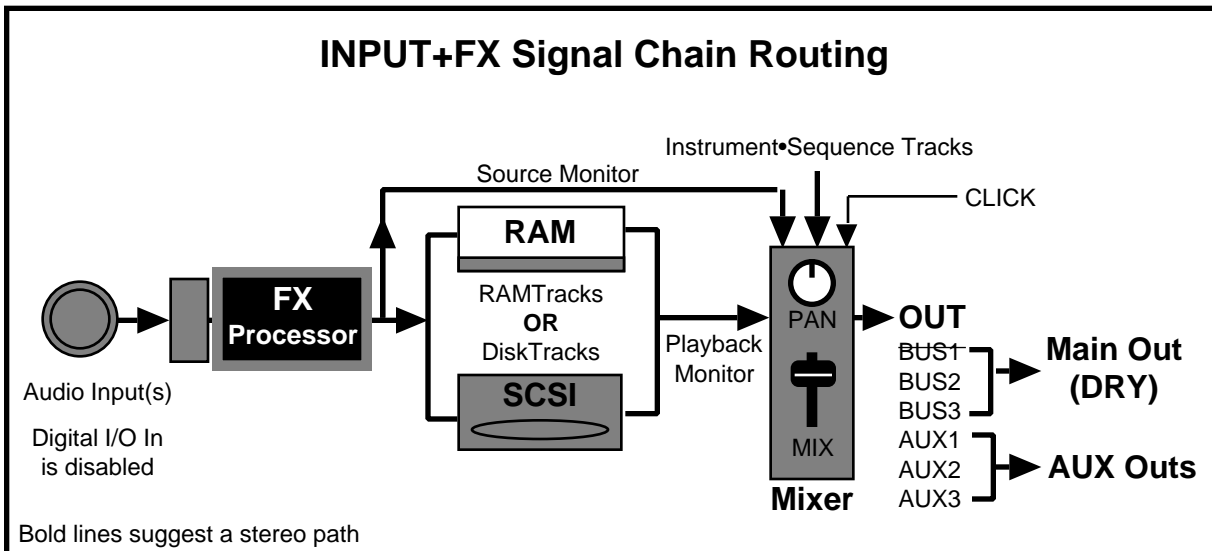 INPUT+FX Signal Chain Routing
Instrument•Sequence Tracks
Source Monitor
CLICK
RAM
FX
Processor
RAMTracks
OR
DiskTracks
PAN
OUT
Playback
Monitor
BUS1
BUS2
BUS3
Main Out
(DRY)
Audio Input(s)
SCSI
Digital I/O In
is disabled
MIX
AUX1
AUX2
AUX3
AUX Outs
Mixer
Bold lines suggest a stereo path